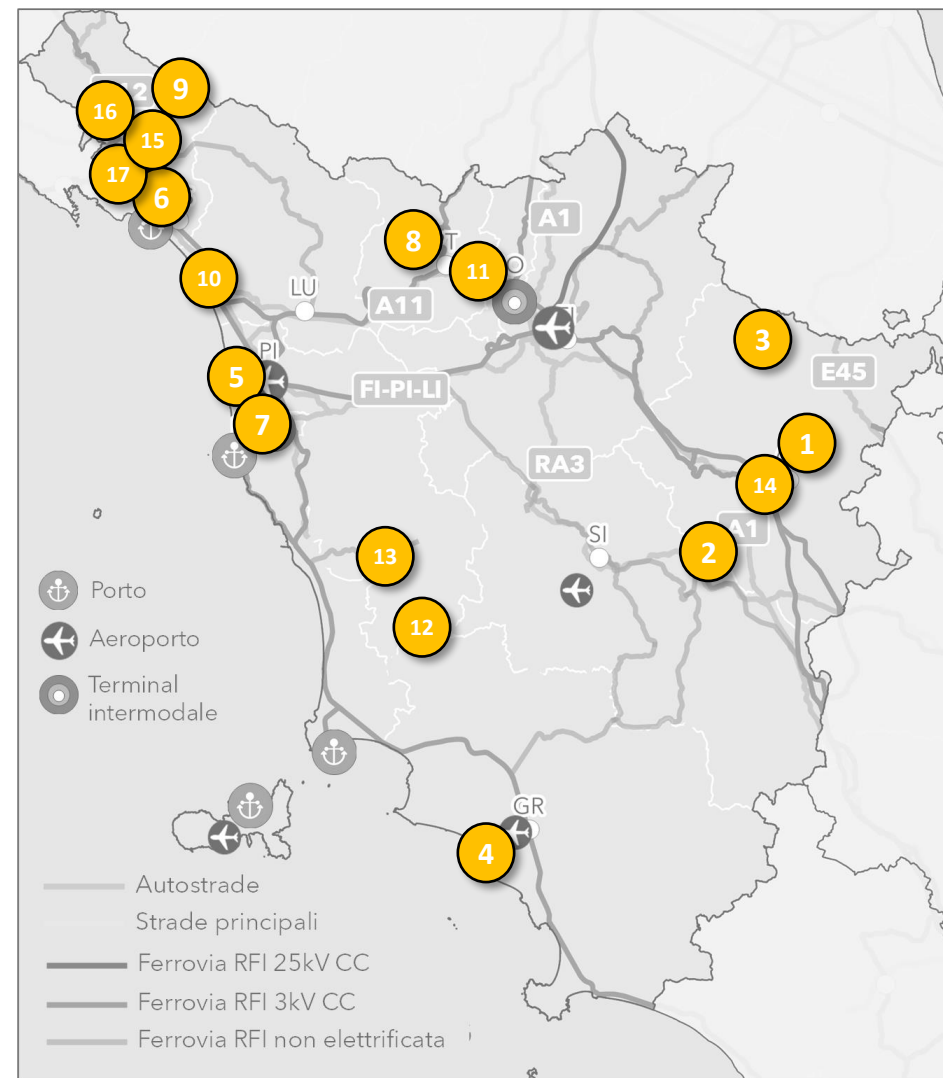 9
16
15
17
6
A1
8
11
10
LU
A11
3
PI
E45
5
FI-PI-LI
7
1
RA3
14
A1
SI
2
13
Porto
12
Aeroporto
Terminal
intermodale
GR
4
Autostrade
Strade principali
Ferrovia RFI 25kV CC
Ferrovia RFI 3kV CC
Ferrovia RFI non elettrificata